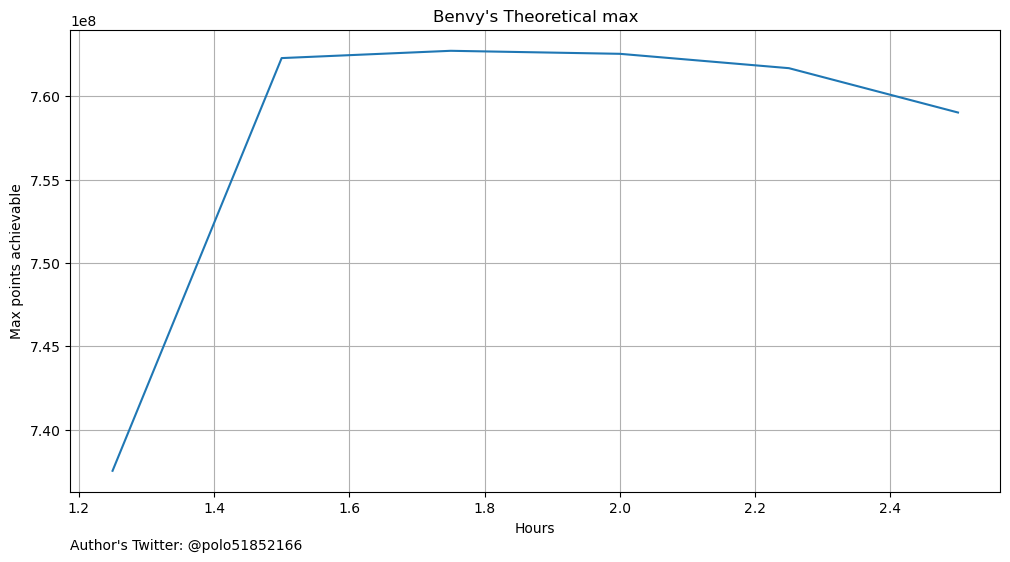 Benvy's Theoretical max
1e8
7.60
7.55
7.50
7.45
7.40
Max points achievable
1.2 1.4 1.6 1.8 2.0 2.2 2.4
Hours
Author's Twitter: @polo51852166